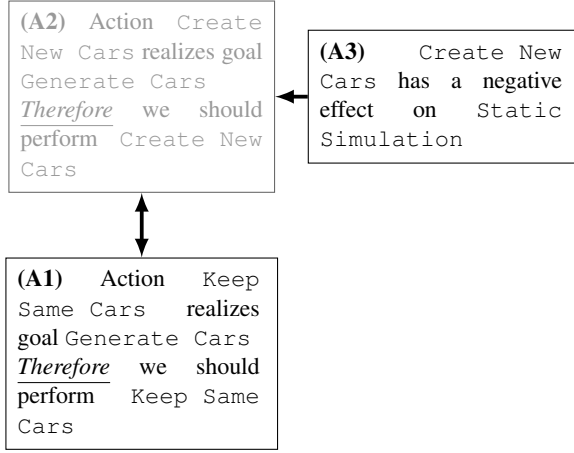 (A2) Action Create
New Cars realizes goal
Generate Cars
Therefore we should
perform Create New
Cars
(A3) Create New
Cars has a negative
effect on Static
Simulation
(A1) Action Keep
Same Cars realizes
goal Generate Cars
Therefore we should
perform Keep Same
Cars